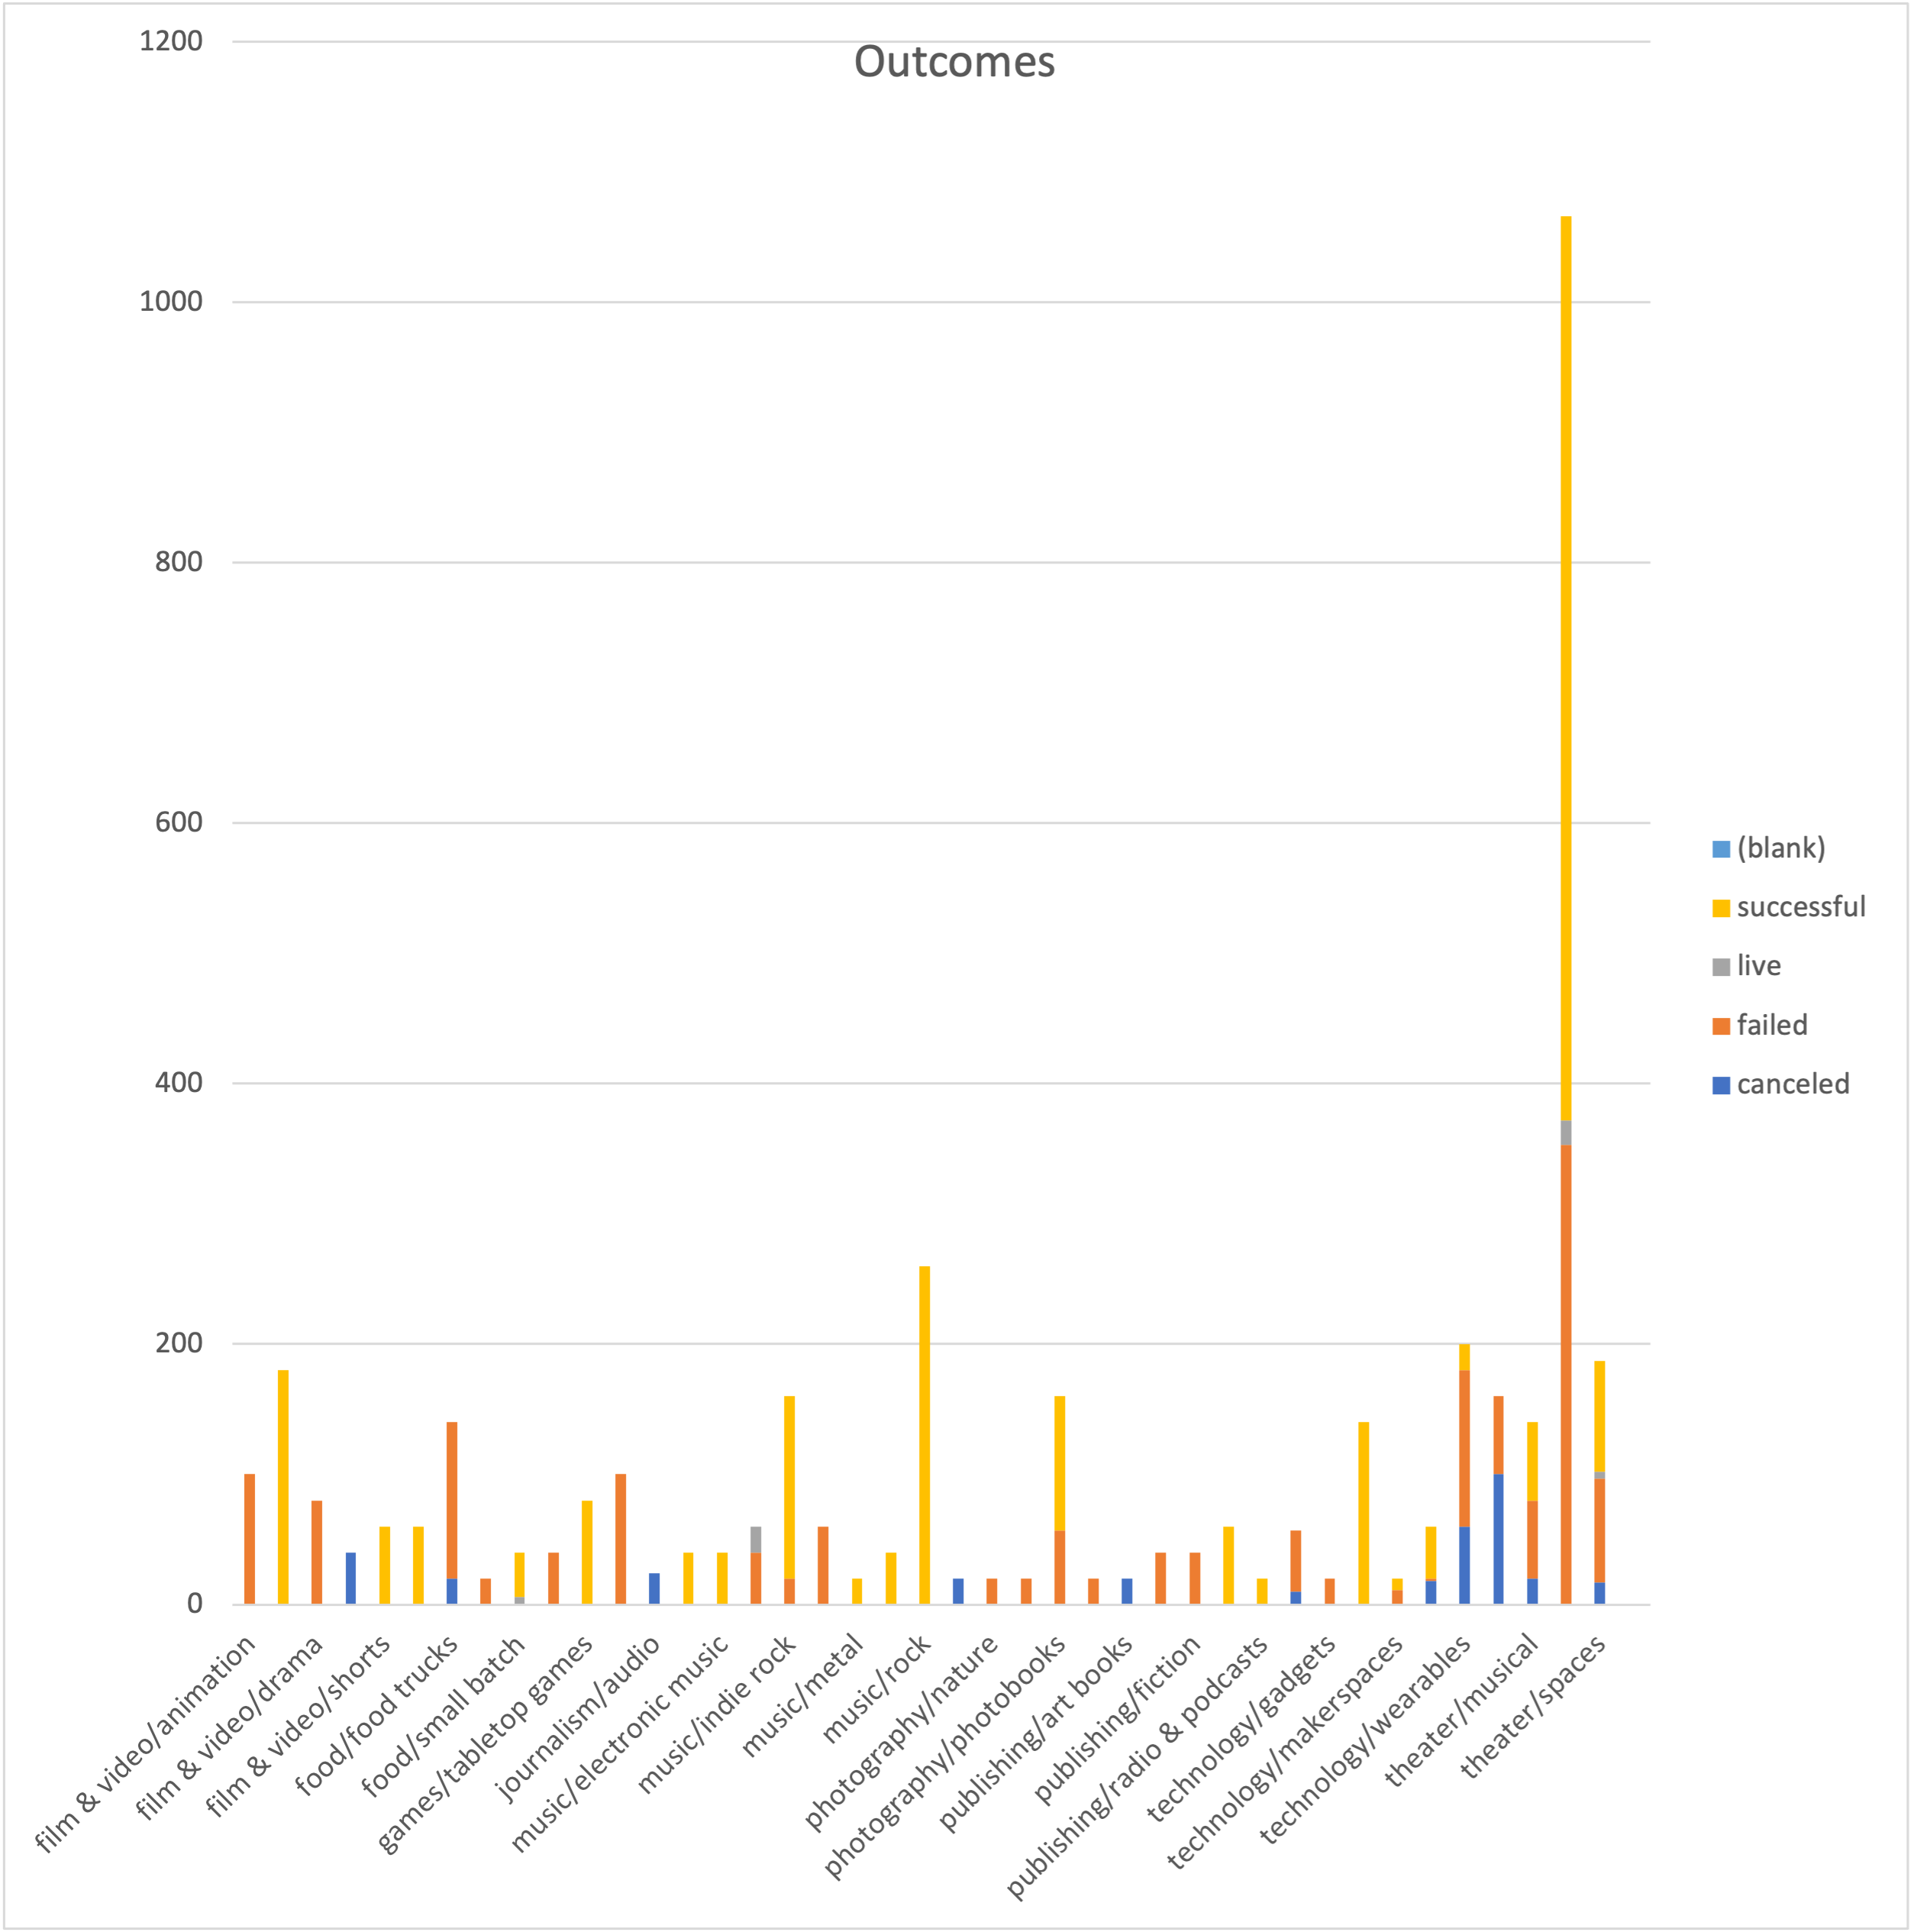 Outcomes
1200
1000
800
600
400
200
0
(blank)
successful
live
failed
canceled
film & video/animation
film & video/drama
film & video/shorts
food/food trucks
food/small batch
games/tabletop games
journalism/audio
music/electronic music
music/indie rock
music/metal
music/rock
photography/nature
photography/photobooks
publishing/art books
publishing/fiction
publishing/radio & podcasts
technology/gadgets
technology/makerspaces
technology/wearables
theater/musical
theater/spaces